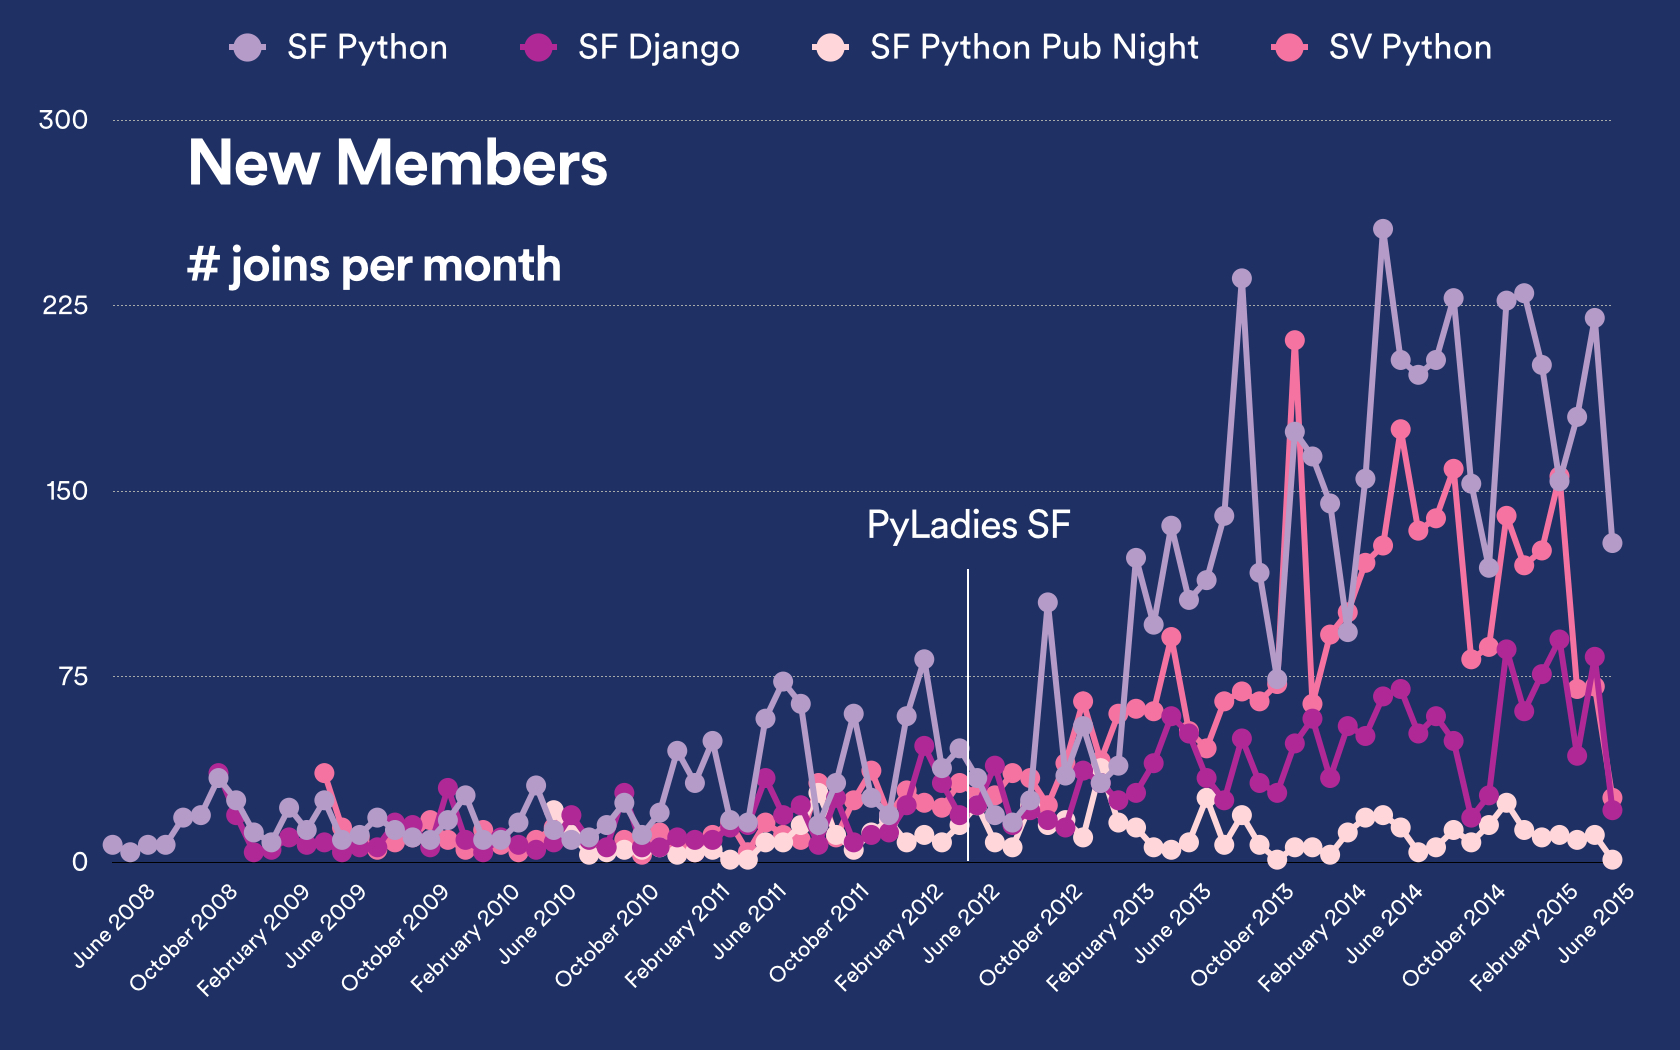 SF Python
SF Django
SF Python Pub Night
SV Python
300
New Members
# joins per month
225
150
PyLadies SF
75
0
June 2008
October 2008
February 2009
June 2009
October 2009
February 2010
June 2010
October 2010
February 2011
June 2011
October 2011
February 2012
June 2012
October 2012
February 2013
June 2013
October 2013
February 2014
June 2014
October 2014
February 2015
June 2015